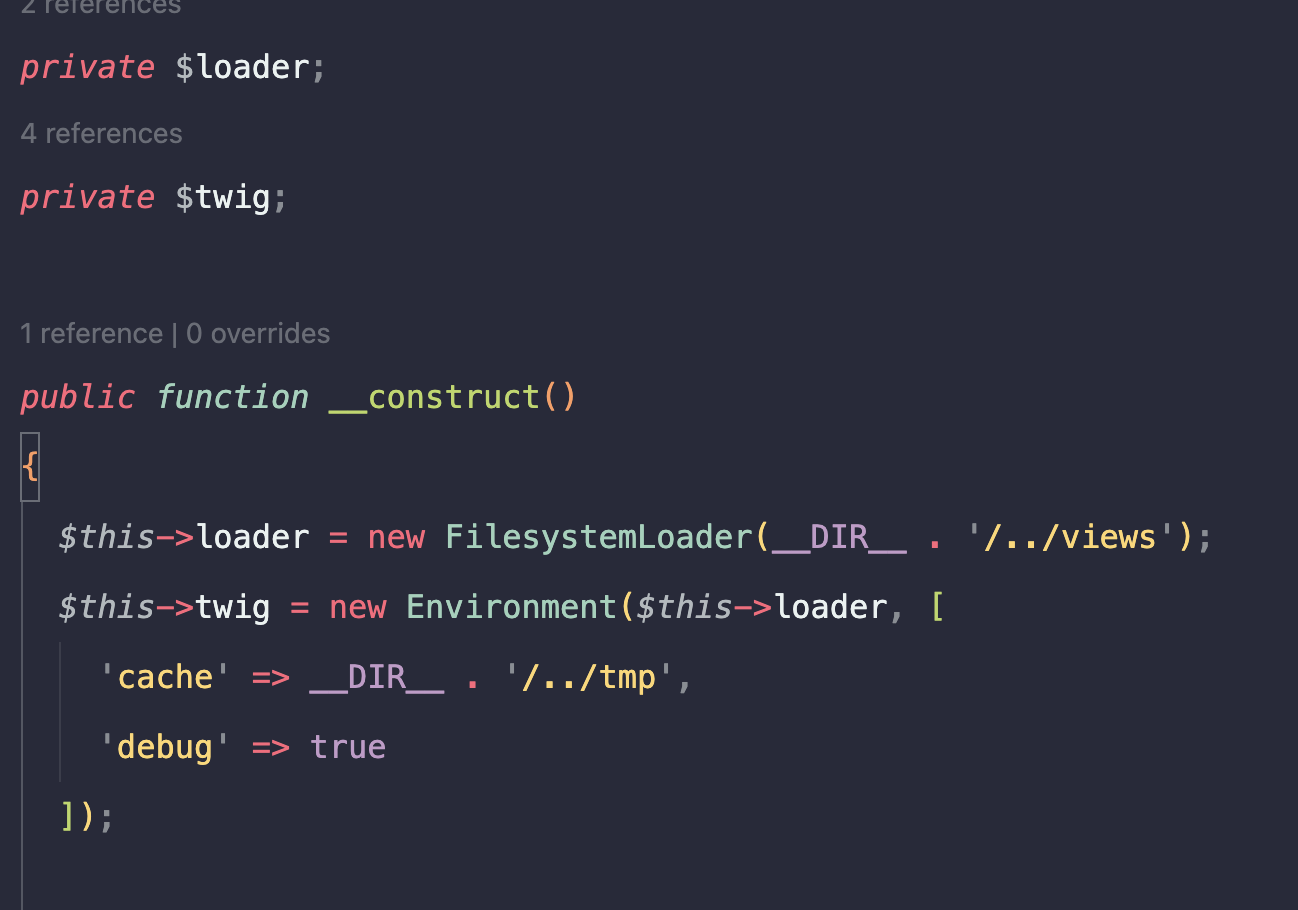 2 references
private $loader;
4 references
private $twig;
1 reference | 0 overrides
public function __construct()
{
$this->loader = new FilesystemLoader(__DIR__ . '/../views');
$this->twig = new Environment($this->loader, [
'cache' => __DIR__ . '/../tmp',
'debug' => true
]);